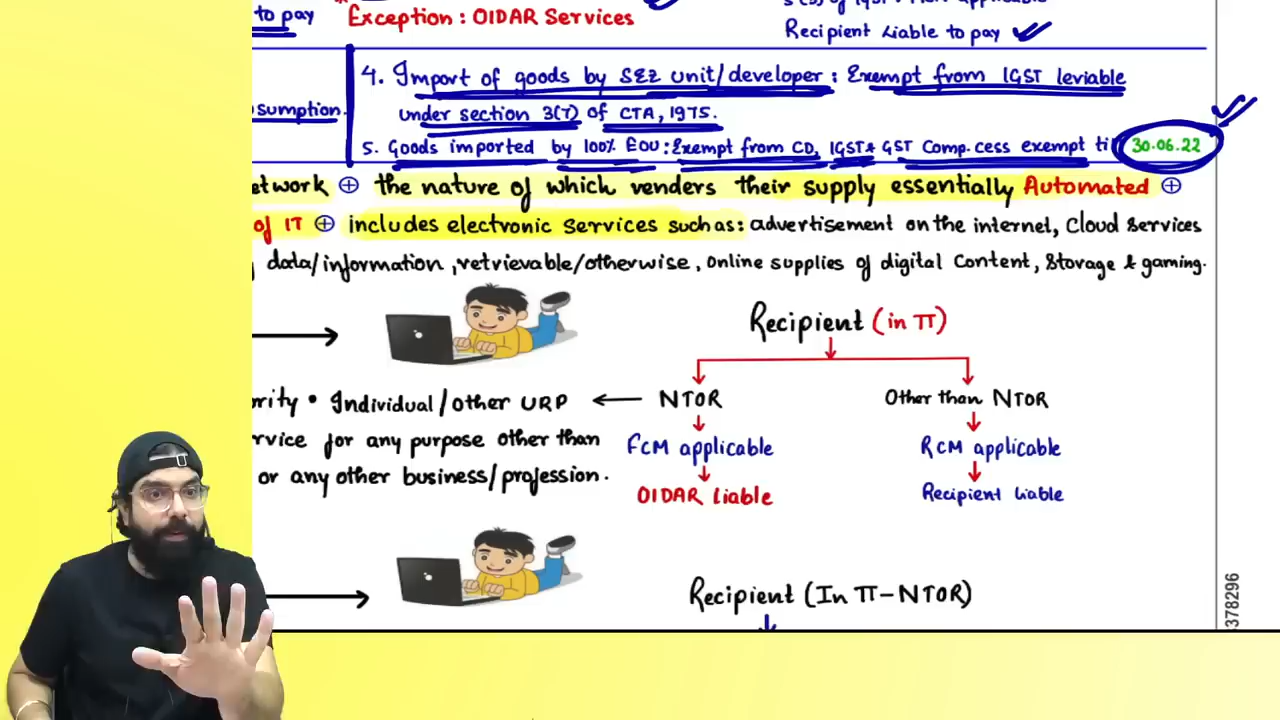 to pay
Exception : OIDAR Services
Recipient Liable to pay
sumption.
4. Import of goods by SEZ unit/developer : Exempt from IGST leviable
under section 3(7) of CTA, 1975.
5. Goods imported by 100% EOU : Exempt from CD, IGST & GST Comp. cess exempt til 30.06.22
etwork ⊕ the nature of which renders their supply essentially Automated ⊕
of IT ⊕ includes electronic services such as : advertisement on the internet, Cloud services
data/information, retrievable/otherwise, Online supplies of digital Content, Storage & gaming.
Recipient (in π)
NTOR
Other than NTOR
rity • Individual/other URP
rvice for any purpose other than
or any other business/profession.
FCM applicable
RCM applicable
OIDAR liable
Recipient liable
Recipient (In π - NTOR)
378296